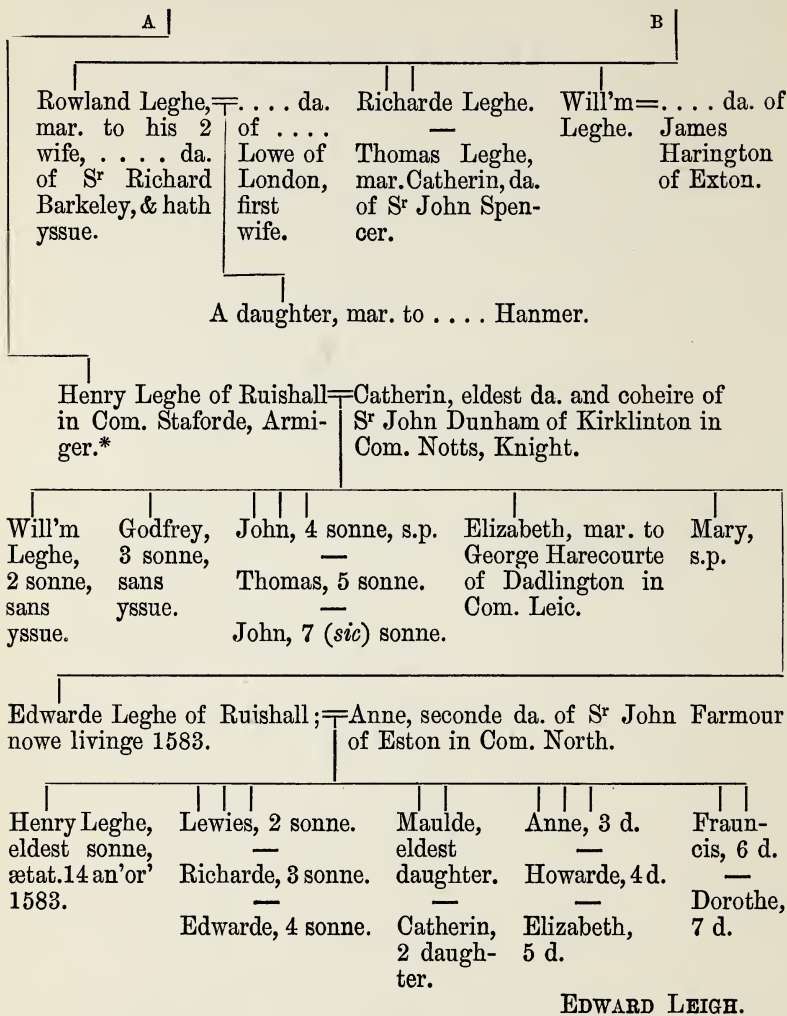 A B
Rowland Leghe,
mar. to his 2
wife, . . . . da.
of Sr Richard
Barkeley, & hath
yssue.
. . . . da.
of . . . .
Lowe of
London,
first
wife.
Richarde Leghe.
—
Thomas Leghe,
mar. Catherin, da.
of Sr John Spen-
cer.
Will'm
Leghe.
. . . . da. of
James
Harington
of Exton.
A daughter, mar. to . . . . Hanmer.
Henry Leghe of Ruishall
in Com. Staforde, Armi-
ger.*
Catherin, eldest da. and coheire of
Sr John Dunham of Kirklinton in
Com. Notts, Knight.
Will'm
Leghe,
2 sonne,
sans
yssue.
Godfrey,
3 sonne,
sans
yssue.
John, 4 sonne, s.p.
—
Thomas, 5 sonne.
—
John, 7 (sic) sonne.
Elizabeth, mar. to
George Harecourte
of Dadlington in
Com. Leic.
Mary,
s.p.
Edwarde Leghe of Ruishall;
nowe livinge 1583.
Anne, seconde da. of Sr John Farmour
of Eston in Com. North.
Henry Leghe,
eldest sonne,
ætat. 14 an'or'
1583.
Lewies, 2 sonne.
—
Richarde, 3 sonne.
—
Edwarde, 4 sonne.
Maulde,
eldest
daughter.
—
Catherin,
2 daugh-
ter.
Anne, 3 d.
—
Howarde, 4 d.
—
Elizabeth,
5 d.
Fraun-
cis, 6 d.
—
Dorothe,
7 d.
EDWARD LEIGH.